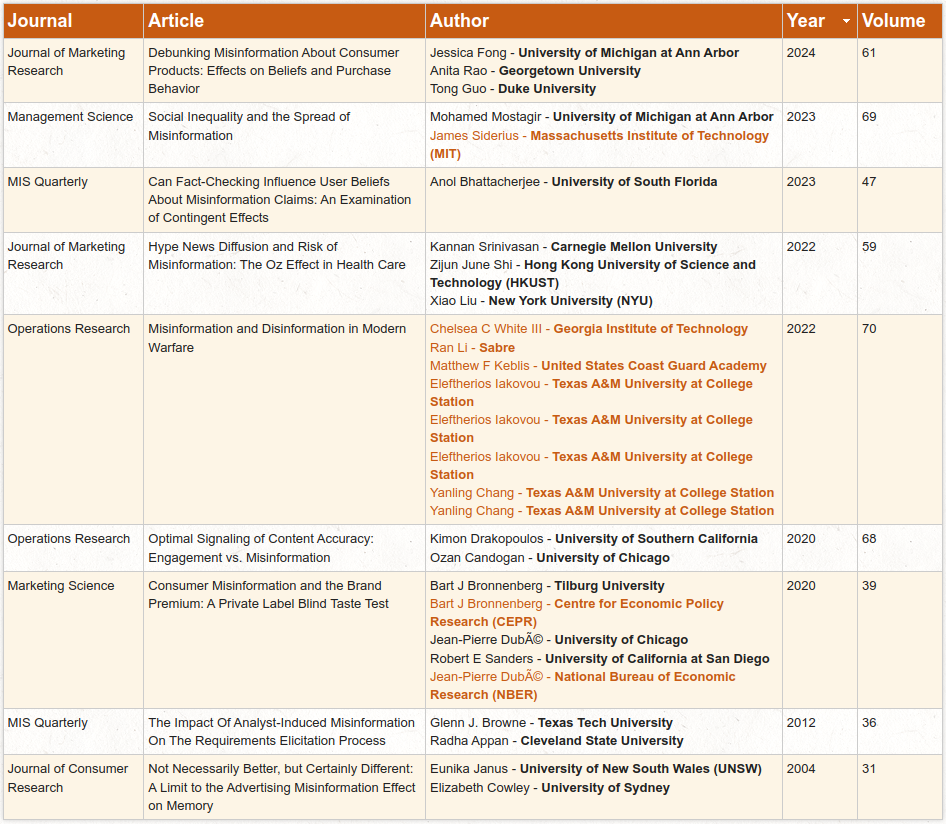 Journal Article Author Year Volume
Journal of Marketing Research
Debunking Misinformation About Consumer
Products: Effects on Beliefs and Purchase
Behavior
Jessica Fong - University of Michigan at Ann Arbor
Anita Rao - Georgetown University
Tong Guo - Duke University
2024
61
Management Science
Social Inequality and the Spread of
Misinformation
Mohamed Mostagir - University of Michigan at Ann Arbor
James Siderius - Massachusetts Institute of Technology
(MIT)
2023
69
MIS Quarterly
Can Fact-Checking Influence User Beliefs
About Misinformation Claims: An Examination
of Contingent Effects
Anol Bhattacherjee - University of South Florida
2023
47
Journal of Marketing
Research
Hype News Diffusion and Risk of
Misinformation: The Oz Effect in Health Care
Kannan Srinivasan - Carnegie Mellon University
Zijun June Shi - Hong Kong University of Science and
Technology (HKUST)
Xiao Liu - New York University (NYU)
2022
59
Operations Research
Misinformation and Disinformation in Modern
Warfare
Chelsea C White III - Georgia Institute of Technology
Ran Li - Sabre
Matthew F Keblis - United States Coast Guard Academy
Eleftherios Iakovou - Texas A&M University at College
Station
Eleftherios Iakovou - Texas A&M University at College
Station
Eleftherios Iakovou - Texas A&M University at College
Station
Yanling Chang - Texas A&M University at College Station
Yanling Chang - Texas A&M University at College Station
2022
70
Operations Research
Optimal Signaling of Content Accuracy:
Engagement vs. Misinformation
Kimon Drakopoulos - University of Southern California
Ozan Candogan - University of Chicago
2020
68
Marketing Science
Consumer Misinformation and the Brand
Premium: A Private Label Blind Taste Test
Bart J Bronnenberg - Tilburg University
Bart J Bronnenberg - Centre for Economic Policy
Research (CEPR)
Jean-Pierre DubÃ© - University of Chicago
Robert E Sanders - University of California at San Diego
Jean-Pierre DubÃ© - National Bureau of Economic
Research (NBER)
2020
39
MIS Quarterly
The Impact Of Analyst-Induced Misinformation
On The Requirements Elicitation Process
Glenn J. Browne - Texas Tech University
Radha Appan - Cleveland State University
2012
36
Journal of Consumer
Research
Not Necessarily Better, but Certainly Different:
A Limit to the Advertising Misinformation Effect
on Memory
Eunika Janus - University of New South Wales (UNSW)
Elizabeth Cowley - University of Sydney
2004
31